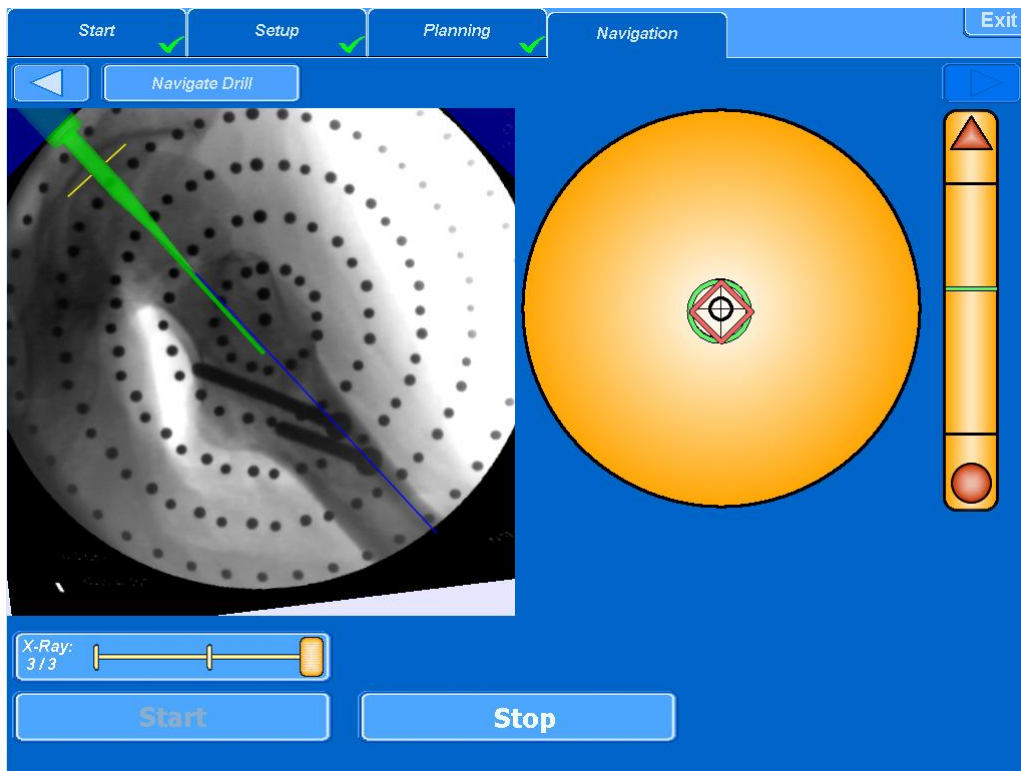 Start
Setup
Planning
Navigation
Exit
Navigate Drill
X-Ray:
3 / 3
Start
Stop